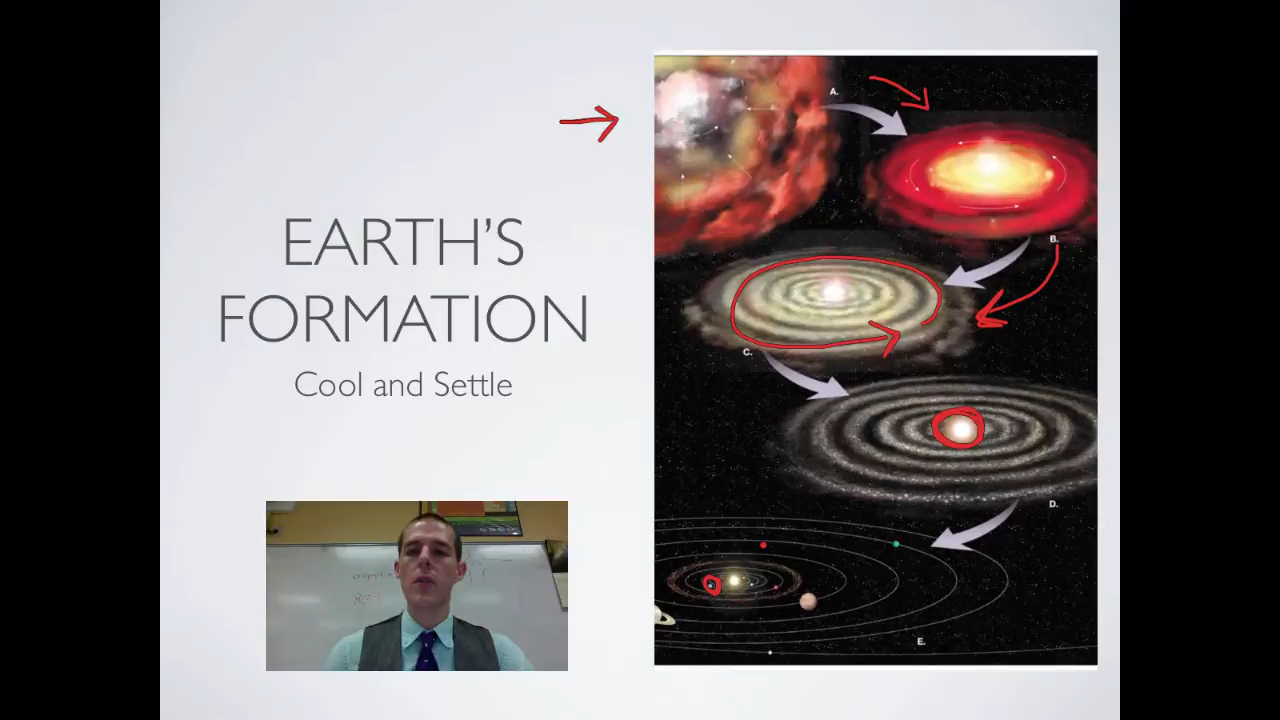 EARTH'S
FORMATION
Cool and Settle
A.
B.
C.
D.
E.